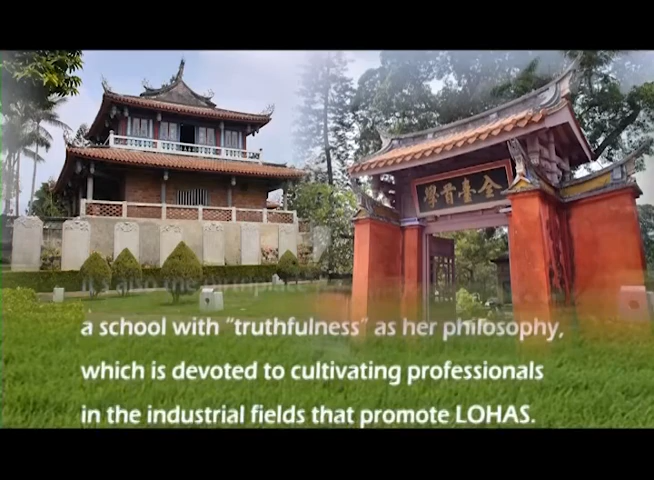 全臺首學
a school with "truthfulness" as her philosophy,
which is devoted to cultivating professionals
in the industrial fields that promote LOHAS.